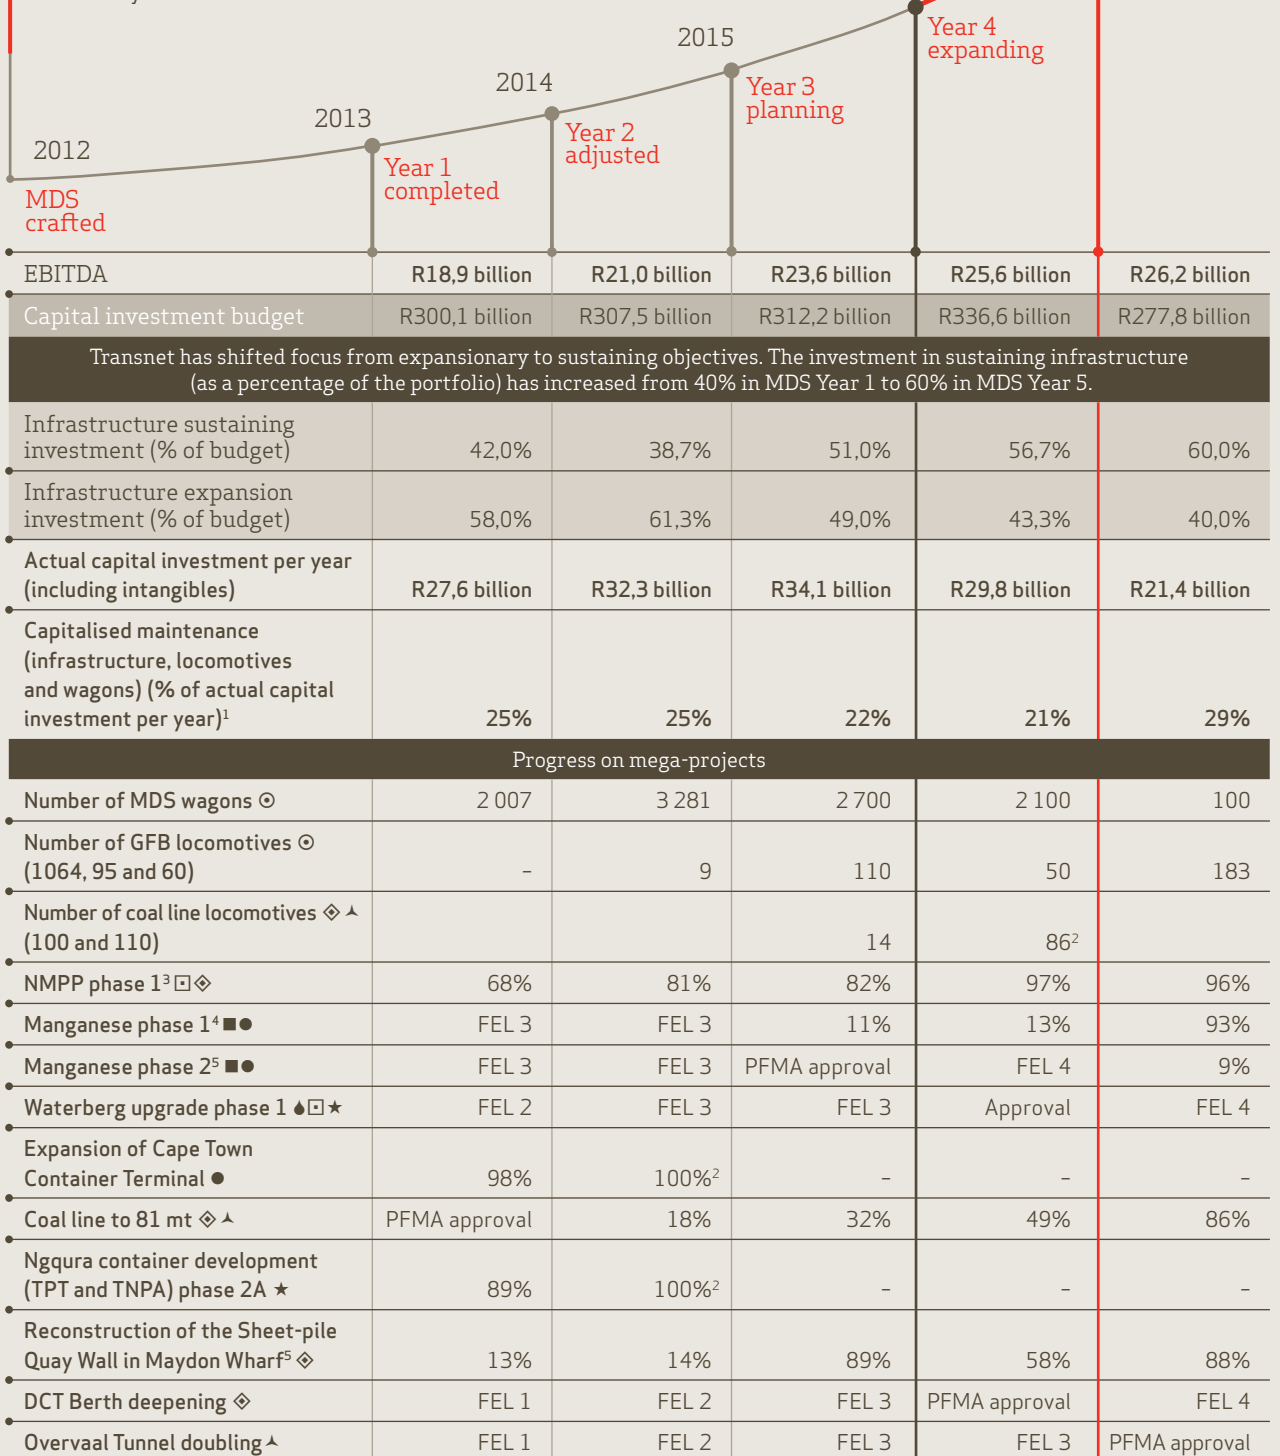 2015
Year 4
expanding
2014
Year 3
planning
2013
Year 2
adjusted
2012
Year 1
completed
MDS
crafted
EBITDA R18,9 billion R21,0 billion R23,6 billion R25,6 billion R26,2 billion
Capital investment budget R300,1 billion R307,5 billion R312,2 billion R336,6 billion R277,8 billion
Transnet has shifted focus from expansionary to sustaining objectives. The investment in sustaining infrastructure
(as a percentage of the portfolio) has increased from 40% in MDS Year 1 to 60% in MDS Year 5.
Infrastructure sustaining
investment (% of budget) 42,0% 38,7% 51,0% 56,7% 60,0%
Infrastructure expansion
investment (% of budget) 58,0% 61,3% 49,0% 43,3% 40,0%
Actual capital investment per year
(including intangibles) R27,6 billion R32,3 billion R34,1 billion R29,8 billion R21,4 billion
Capitalised maintenance
(infrastructure, locomotives
and wagons) (% of actual capital
investment per year)¹ 25% 25% 22% 21% 29%
Progress on mega-projects
Number of MDS wagons 2 007 3 281 2 700 2 100 100
Number of GFB locomotives
(1064, 95 and 60) – 9 110 50 183
Number of coal line locomotives
(100 and 110) 14 86²
NMPP phase 1³ 68% 81% 82% 97% 96%
Manganese phase 1⁴ FEL 3 FEL 3 11% 13% 93%
Manganese phase 2⁵ FEL 3 FEL 3 PFMA approval FEL 4 9%
Waterberg upgrade phase 1 FEL 2 FEL 3 FEL 3 Approval FEL 4
Expansion of Cape Town
Container Terminal 98% 100%² – – –
Coal line to 81 mt PFMA approval 18% 32% 49% 86%
Ngqura container development
(TPT and TNPA) phase 2A 89% 100%² – – –
Reconstruction of the Sheet-pile
Quay Wall in Maydon Wharf⁵ 13% 14% 89% 58% 88%
DCT Berth deepening FEL 1 FEL 2 FEL 3 PFMA approval FEL 4
Overvaal Tunnel doubling FEL 1 FEL 2 FEL 3 FEL 3 PFMA approval